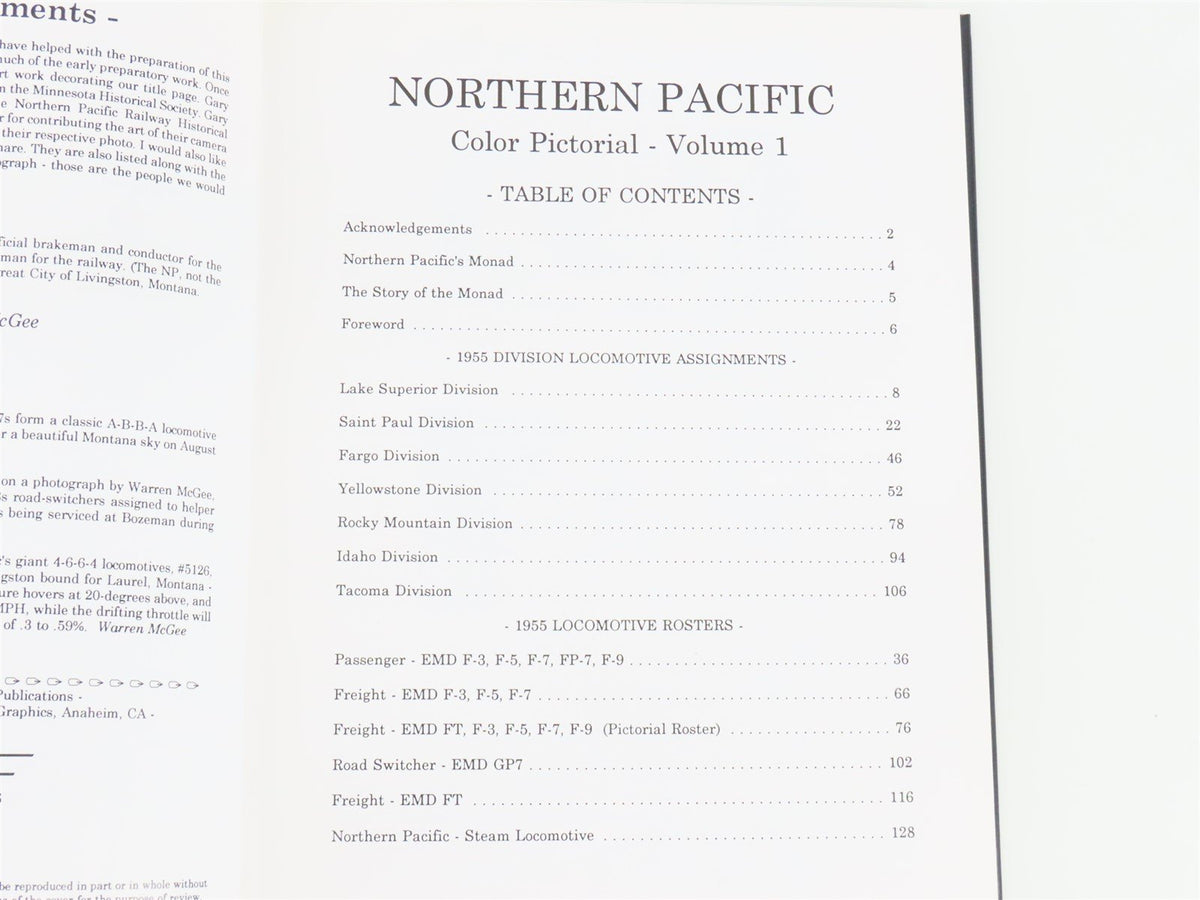 ments -
have helped with the preparation of this
much of the early preparatory work. Once
rt work decorating our title page. Gary
n the Minnesota Historical Society. Gary
e Northern Pacific Railway Historical
r for contributing the art of their camera
their respective photo. I would also like
hare. They are also listed along with the
ograph - those are the people we would
ficial brakeman and conductor for the
man for the railway. (The NP, not the
reat City of Livingston, Montana.
cGee
7s form a classic A-B-B-A locomotive
r a beautiful Montana sky on August
on a photograph by Warren McGee,
s road-switchers assigned to helper
s being serviced at Bozeman during
's giant 4-6-6-4 locomotives, #5126,
gston bound for Laurel, Montana -
ure hovers at 20-degrees above, and
MPH, while the drifting throttle will
of .3 to .59%. Warren McGee
Publications -
Graphics, Anaheim, CA -
be reproduced in part or in whole without
of the cover for the purpose of review.
NORTHERN PACIFIC
Color Pictorial - Volume 1
- TABLE OF CONTENTS -
Acknowledgements . . . . . . . . . . 2
Northern Pacific's Monad . . . . . . . . . . 4
The Story of the Monad . . . . . . . . . . 5
Foreword . . . . . . . . . . 6
- 1955 DIVISION LOCOMOTIVE ASSIGNMENTS -
Lake Superior Division . . . . . . . . . . 8
Saint Paul Division . . . . . . . . . . 22
Fargo Division . . . . . . . . . . 46
Yellowstone Division . . . . . . . . . . 52
Rocky Mountain Division . . . . . . . . . . 78
Idaho Division . . . . . . . . . . 94
Tacoma Division . . . . . . . . . . 106
- 1955 LOCOMOTIVE ROSTERS -
Passenger - EMD F-3, F-5, F-7, FP-7, F-9 . . . . . . . . . . 36
Freight - EMD F-3, F-5, F-7 . . . . . . . . . . 66
Freight - EMD FT, F-3, F-5, F-7, F-9 (Pictorial Roster) . . . . . . . . . . 76
Road Switcher - EMD GP7 . . . . . . . . . . 102
Freight - EMD FT . . . . . . . . . . 116
Northern Pacific - Steam Locomotive . . . . . . . . . . 128